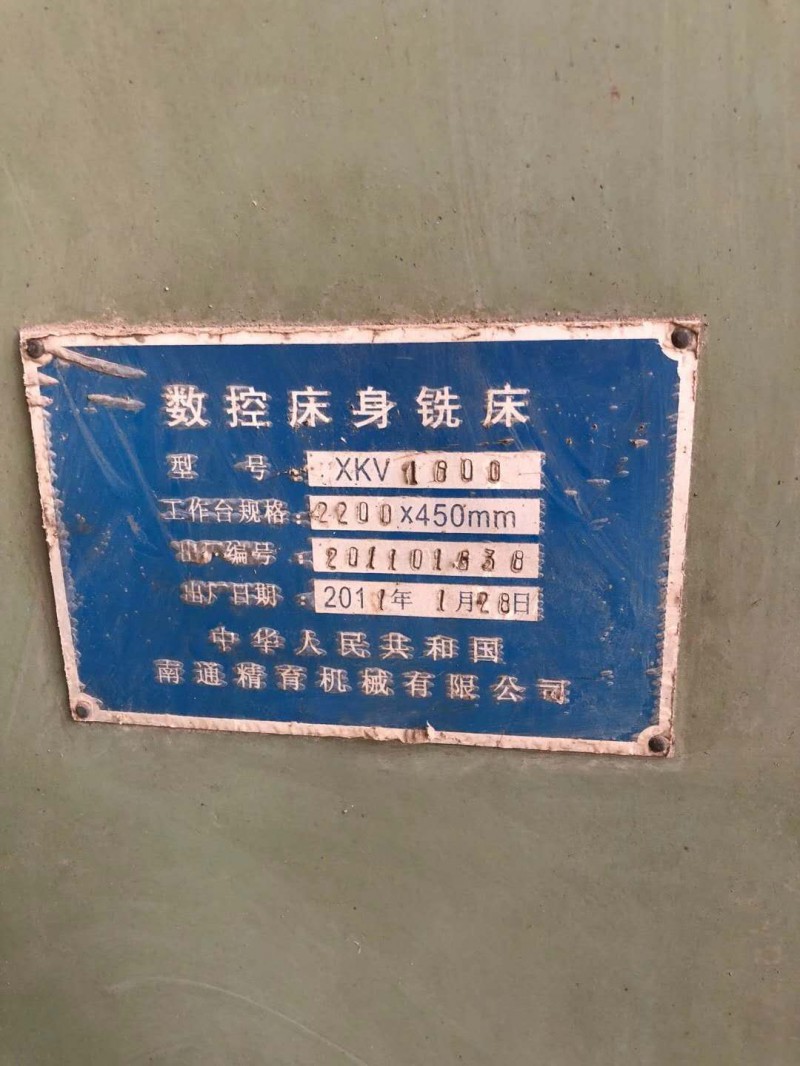 数控床身铣床
型 号：XKV 1600
工作台规格：2200x450mm
出厂编号：201101636
出厂日期：2011年1月28日
中华人民共和国
南通精育机械有限公司